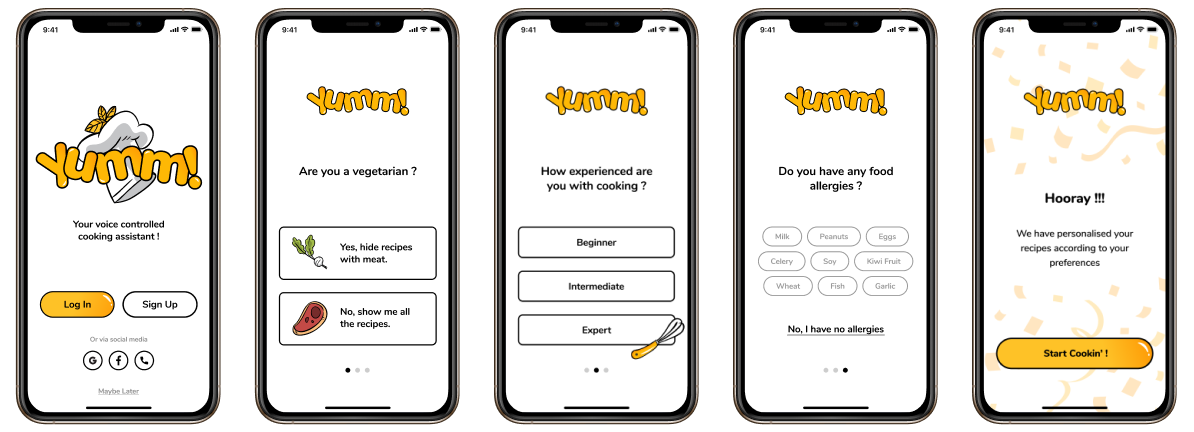 9:41
Yumm!
Your voice controlled
cooking assistant !
Log In
Sign Up
Or via social media
G
f
Maybe Later
9:41
Yumm!
Are you a vegetarian ?
Yes, hide recipes
with meat.
No, show me all
the recipes.
9:41
Yumm!
How experienced are
you with cooking ?
Beginner
Intermediate
Expert
9:41
Yumm!
Do you have any food
allergies ?
Milk
Peanuts
Eggs
Celery
Soy
Kiwi Fruit
Wheat
Fish
Garlic
No, I have no allergies
9:41
Yumm!
Hooray !!!
We have personalised your
recipes according to your
preferences
Start Cookin' !